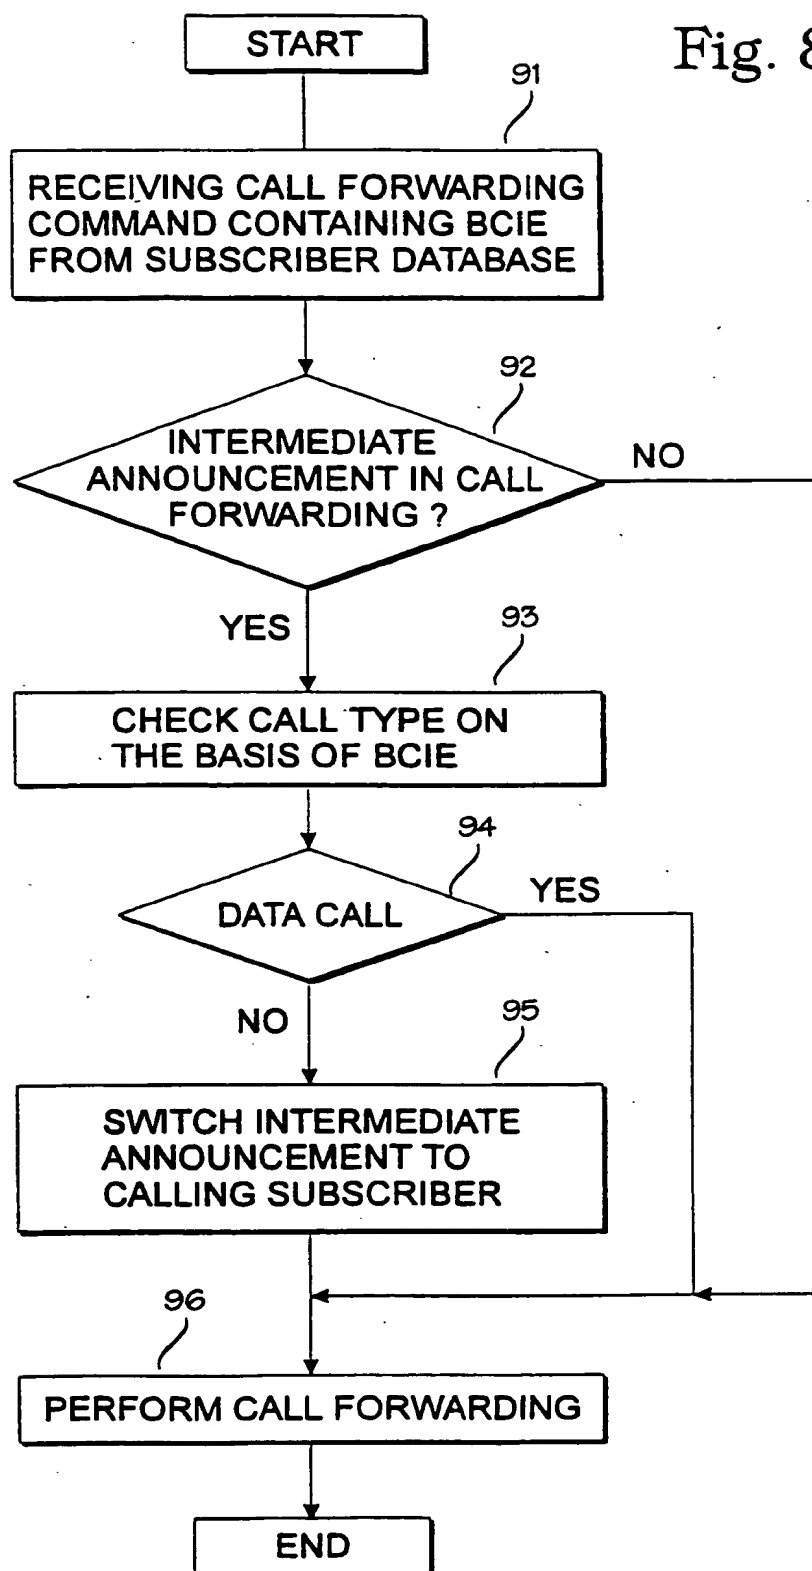 START
Fig. 8
91
RECEIVING CALL FORWARDING
COMMAND CONTAINING BCIE
FROM SUBSCRIBER DATABASE
92
INTERMEDIATE
ANNOUNCEMENT IN CALL
FORWARDING ?
NO
YES
93
CHECK CALL TYPE ON
THE BASIS OF BCIE
94
DATA CALL
YES
NO
95
SWITCH INTERMEDIATE
ANNOUNCEMENT TO
CALLING SUBSCRIBER
96
PERFORM CALL FORWARDING
END